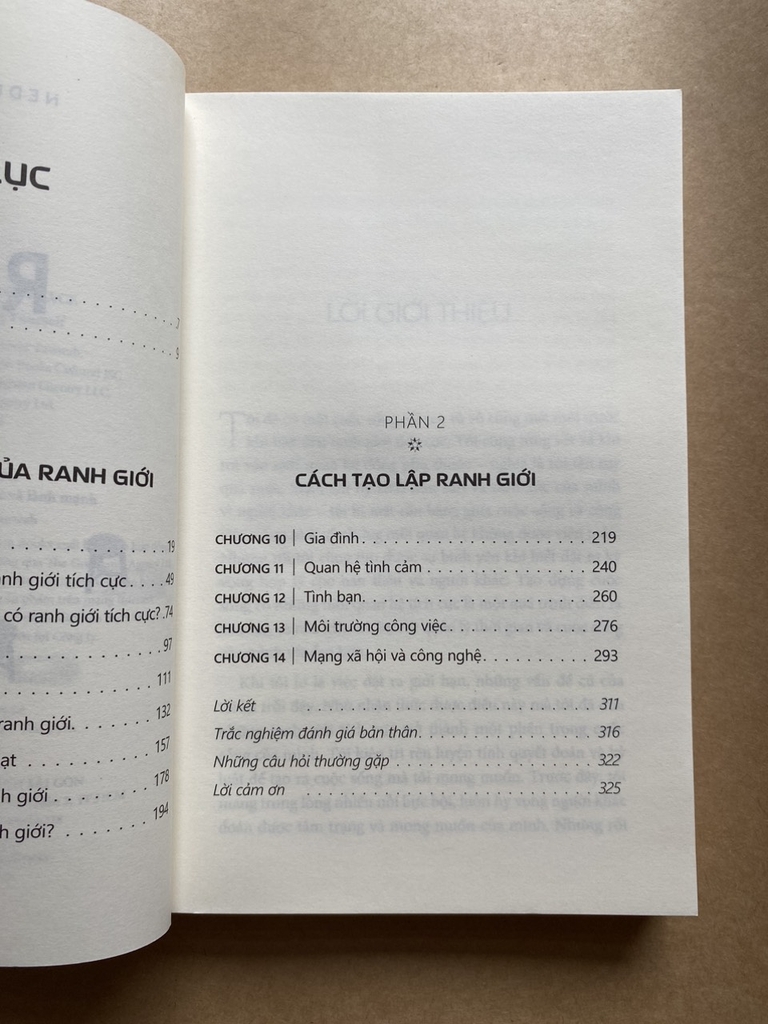 LỤC
3
9
ỦA RANH GIỚI
19
nh giới tích cực.... 49
có ranh giới tích cực?. 74
97
111
ranh giới. 132
ạt 157
h giới 178
h giới? 194
PHẦN 2
CÁCH TẠO LẬP RANH GIỚI
CHƯƠNG 10 | Gia đình 219
CHƯƠNG 11 | Quan hệ tình cảm 240
CHƯƠNG 12 | Tình bạn 260
CHƯƠNG 13 | Môi trường công việc 276
CHƯƠNG 14 | Mạng xã hội và công nghệ 293
Lời kết 311
Trắc nghiệm đánh giá bản thân 316
Những câu hỏi thường gặp 322
Lời cảm ơn 325